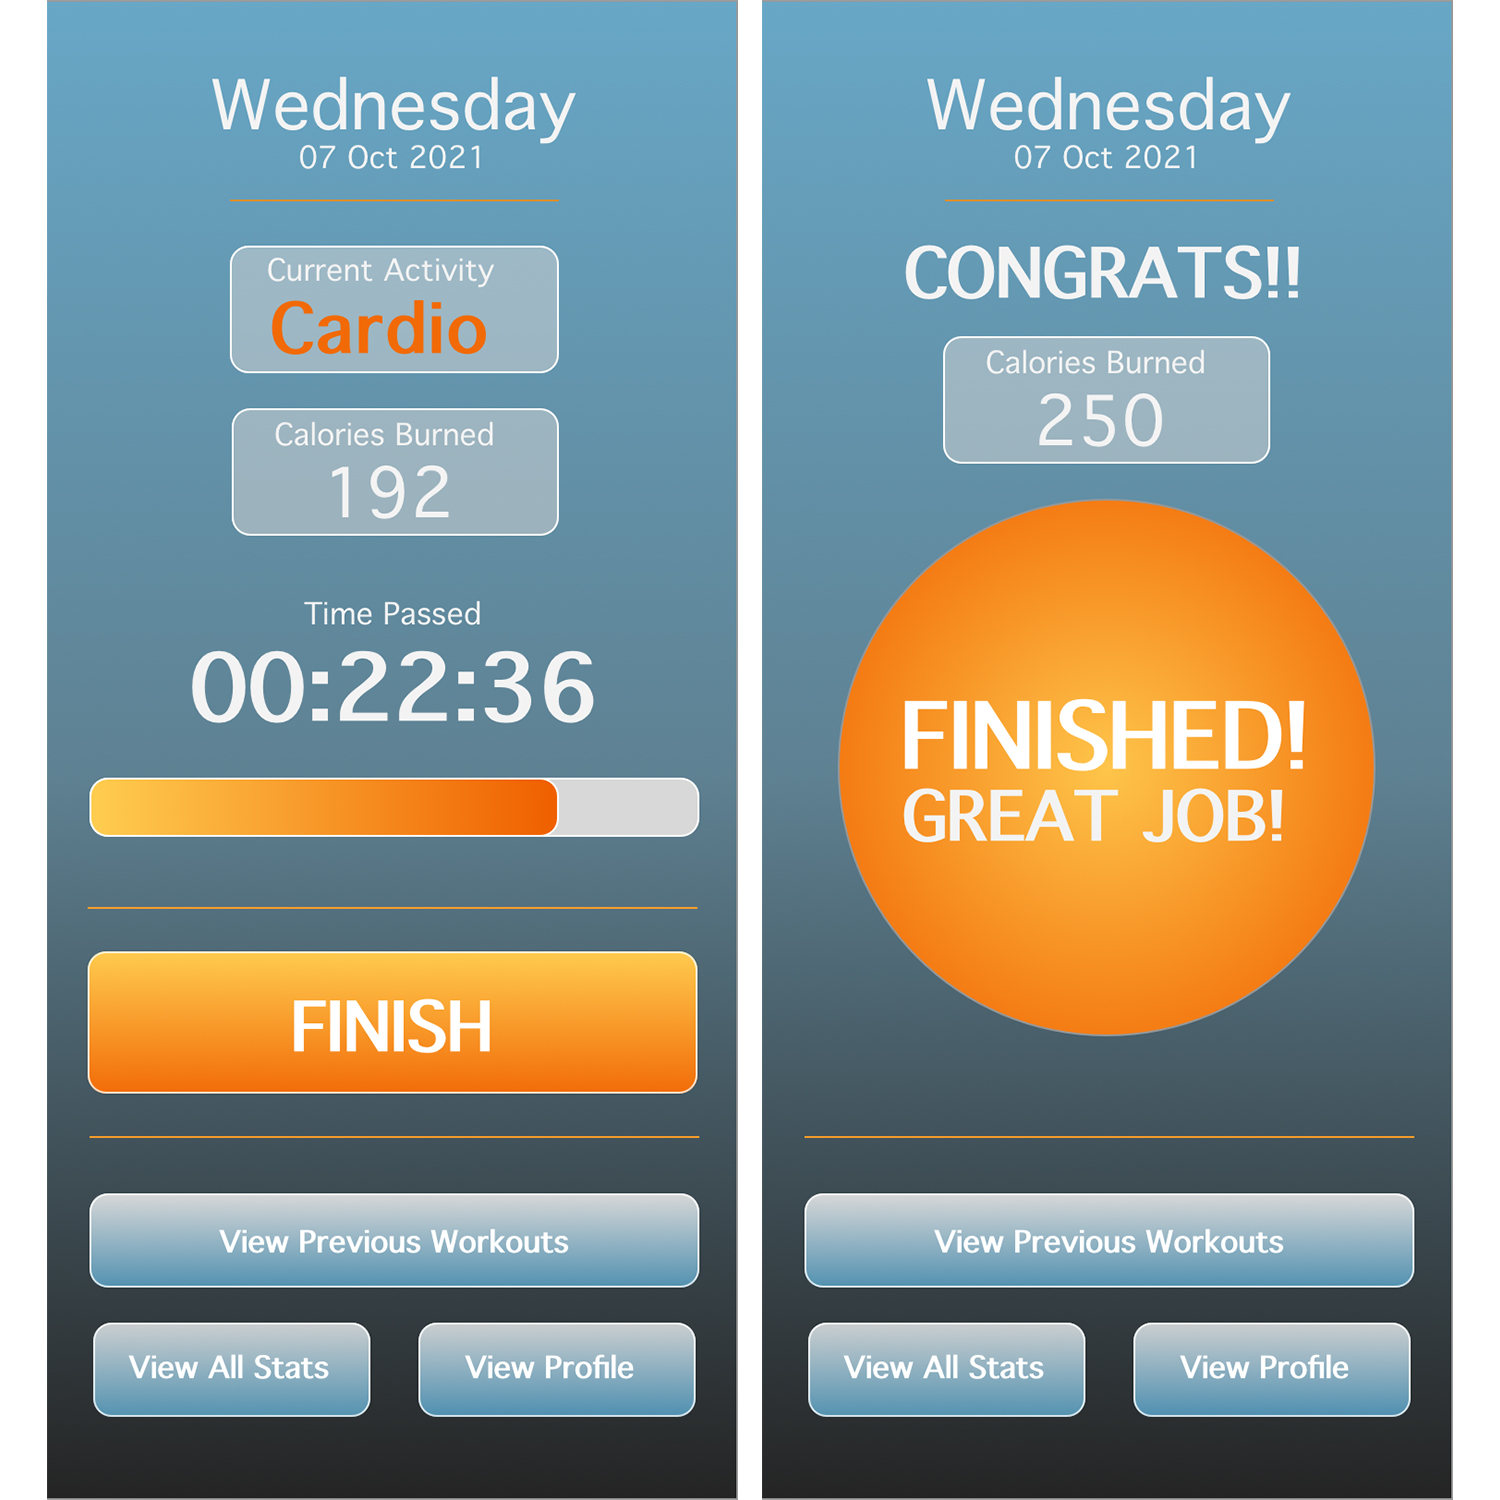 Wednesday
07 Oct 2021
Current Activity
Cardio
Calories Burned
192
Time Passed
00:22:36
FINISH
View Previous Workouts
View All Stats
View Profile
Wednesday
07 Oct 2021
CONGRATS!!
Calories Burned
250
FINISHED!
GREAT JOB!
View Previous Workouts
View All Stats
View Profile